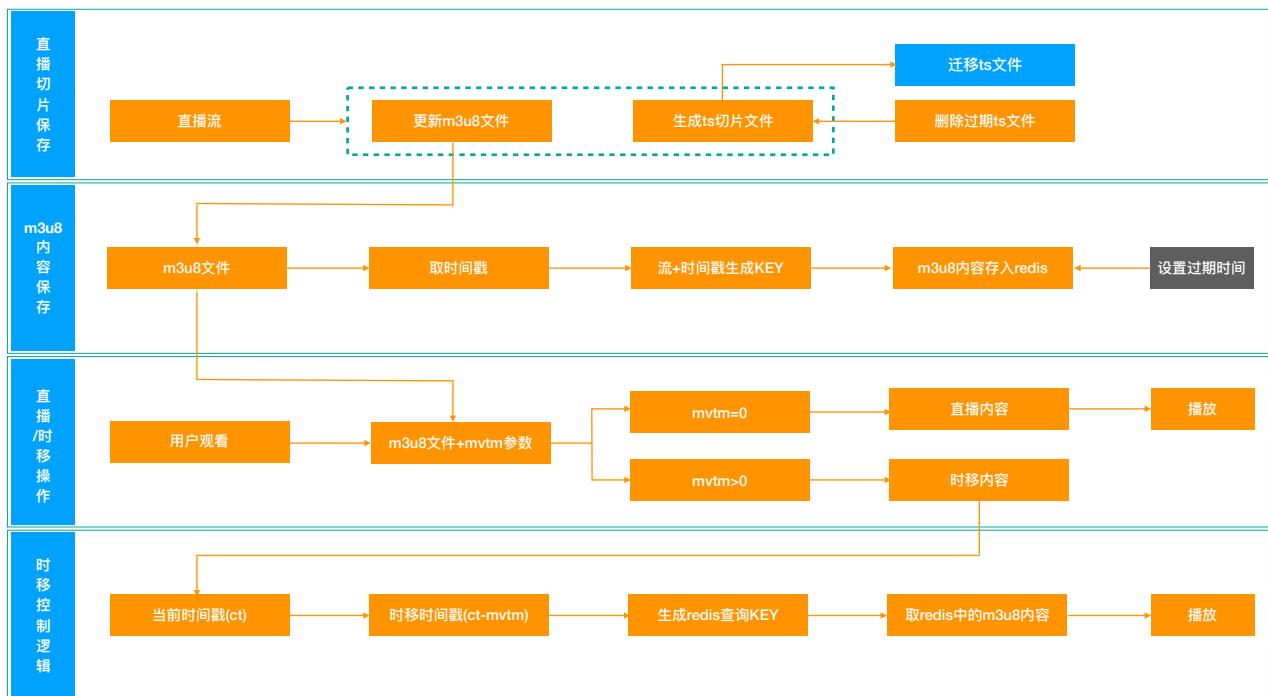 直播切片保存
迁移ts文件
直播流
更新m3u8文件
生成ts切片文件
删除过期ts文件
m3u8内容保存
m3u8文件
取时间戳
流+时间戳生成KEY
m3u8内容存入redis
设置过期时间
直播/时移操作
用户观看
m3u8文件+mvtm参数
mvtm=0
直播内容
播放
mvtm>0
时移内容
时移控制逻辑
当前时间戳(ct)
时移时间戳(ct-mvtm)
生成redis查询KEY
取redis中的m3u8内容
播放